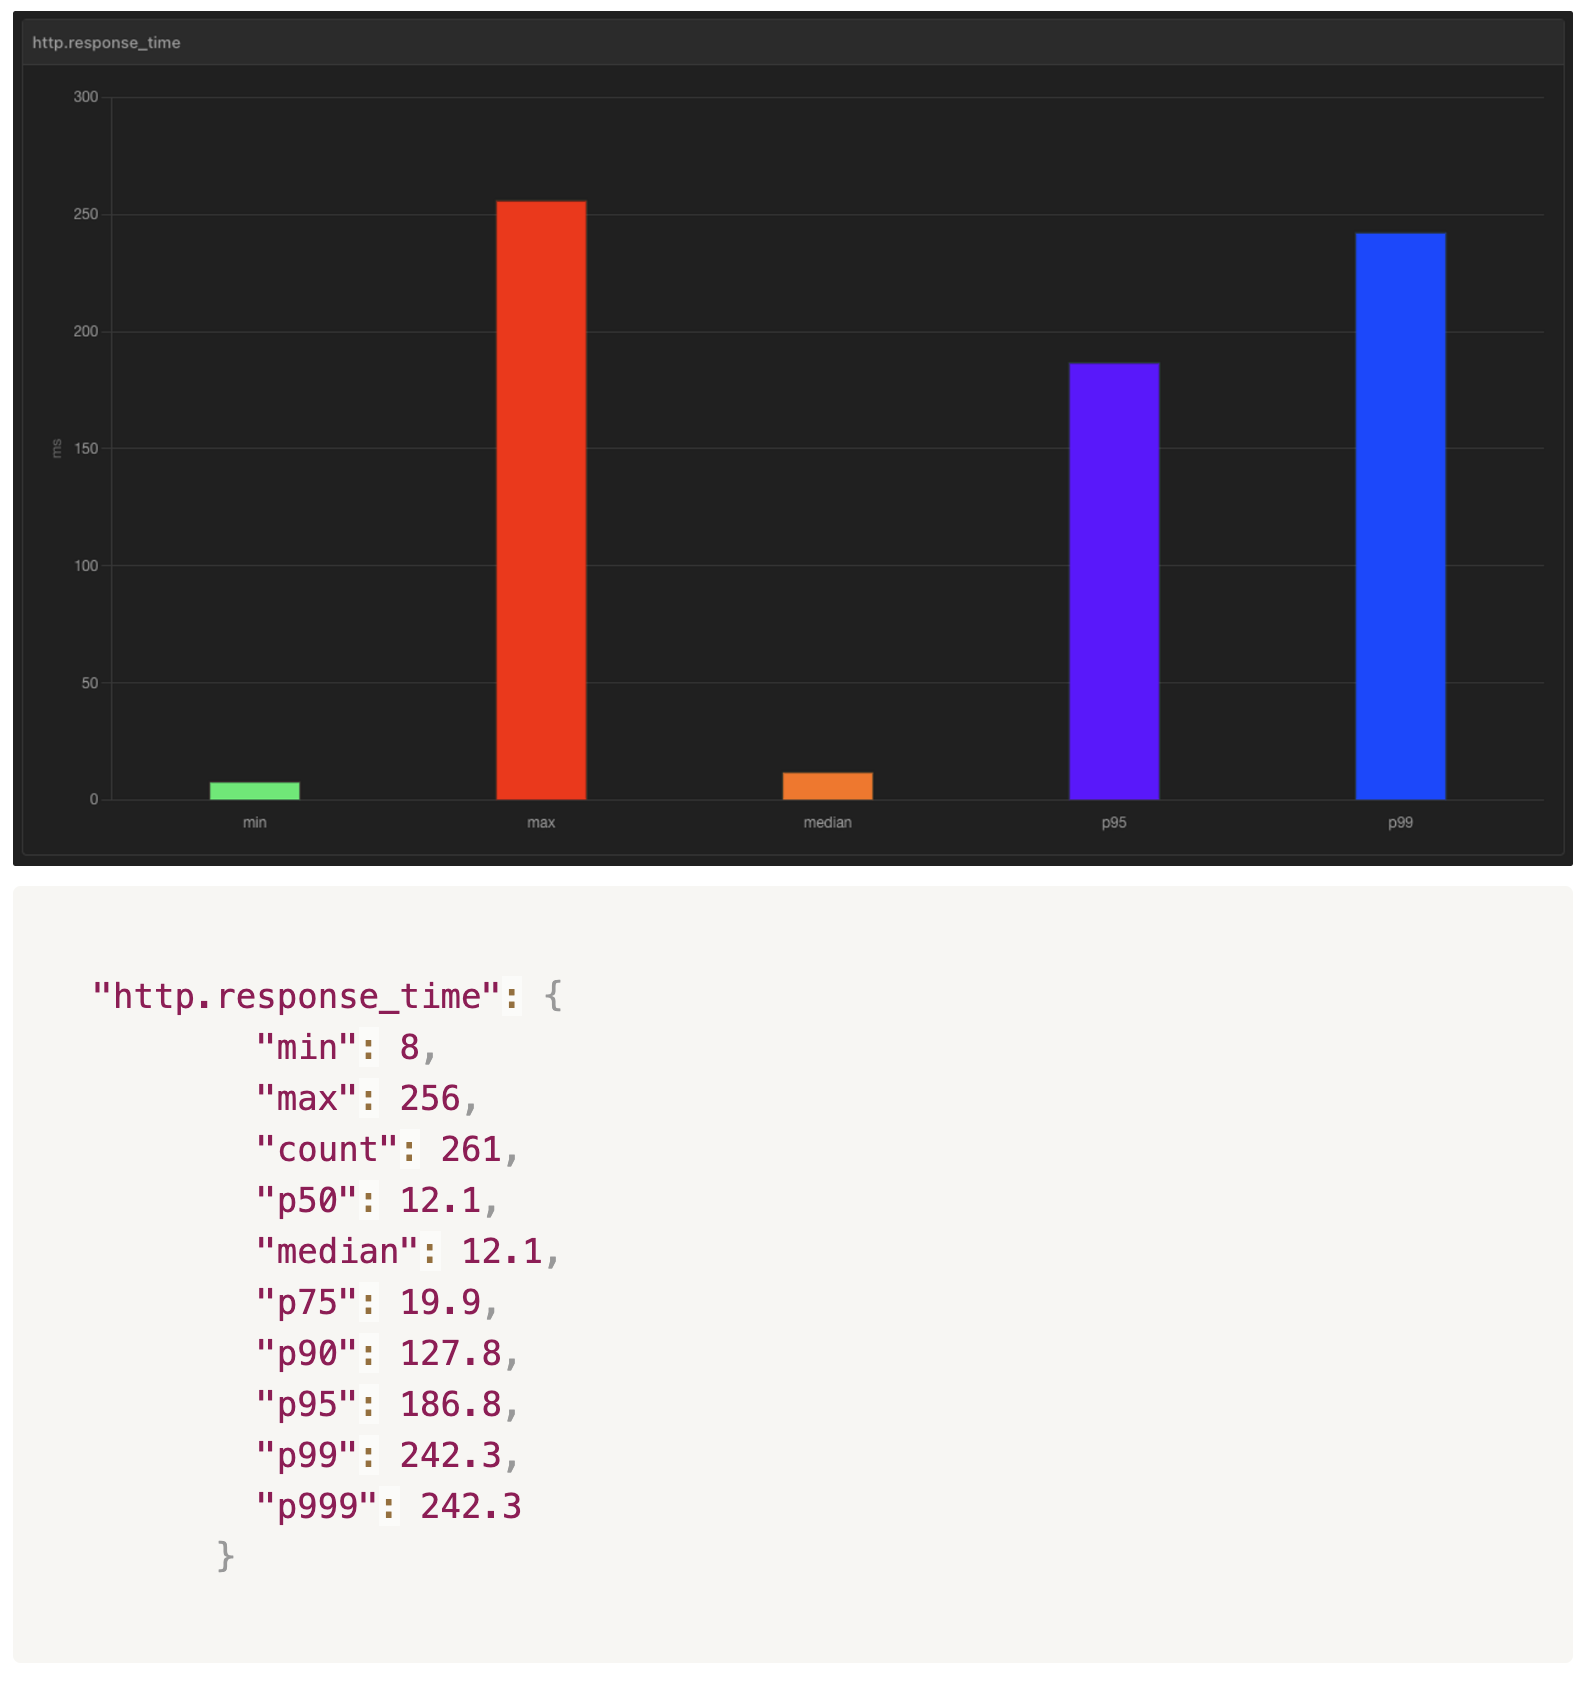 http.response_time
300
250
200
ms
150
100
50
0
min max median p95 p99
"http.response_time": {
"min": 8,
"max": 256,
"count": 261,
"p50": 12.1,
"median": 12.1,
"p75": 19.9,
"p90": 127.8,
"p95": 186.8,
"p99": 242.3,
"p999": 242.3
}